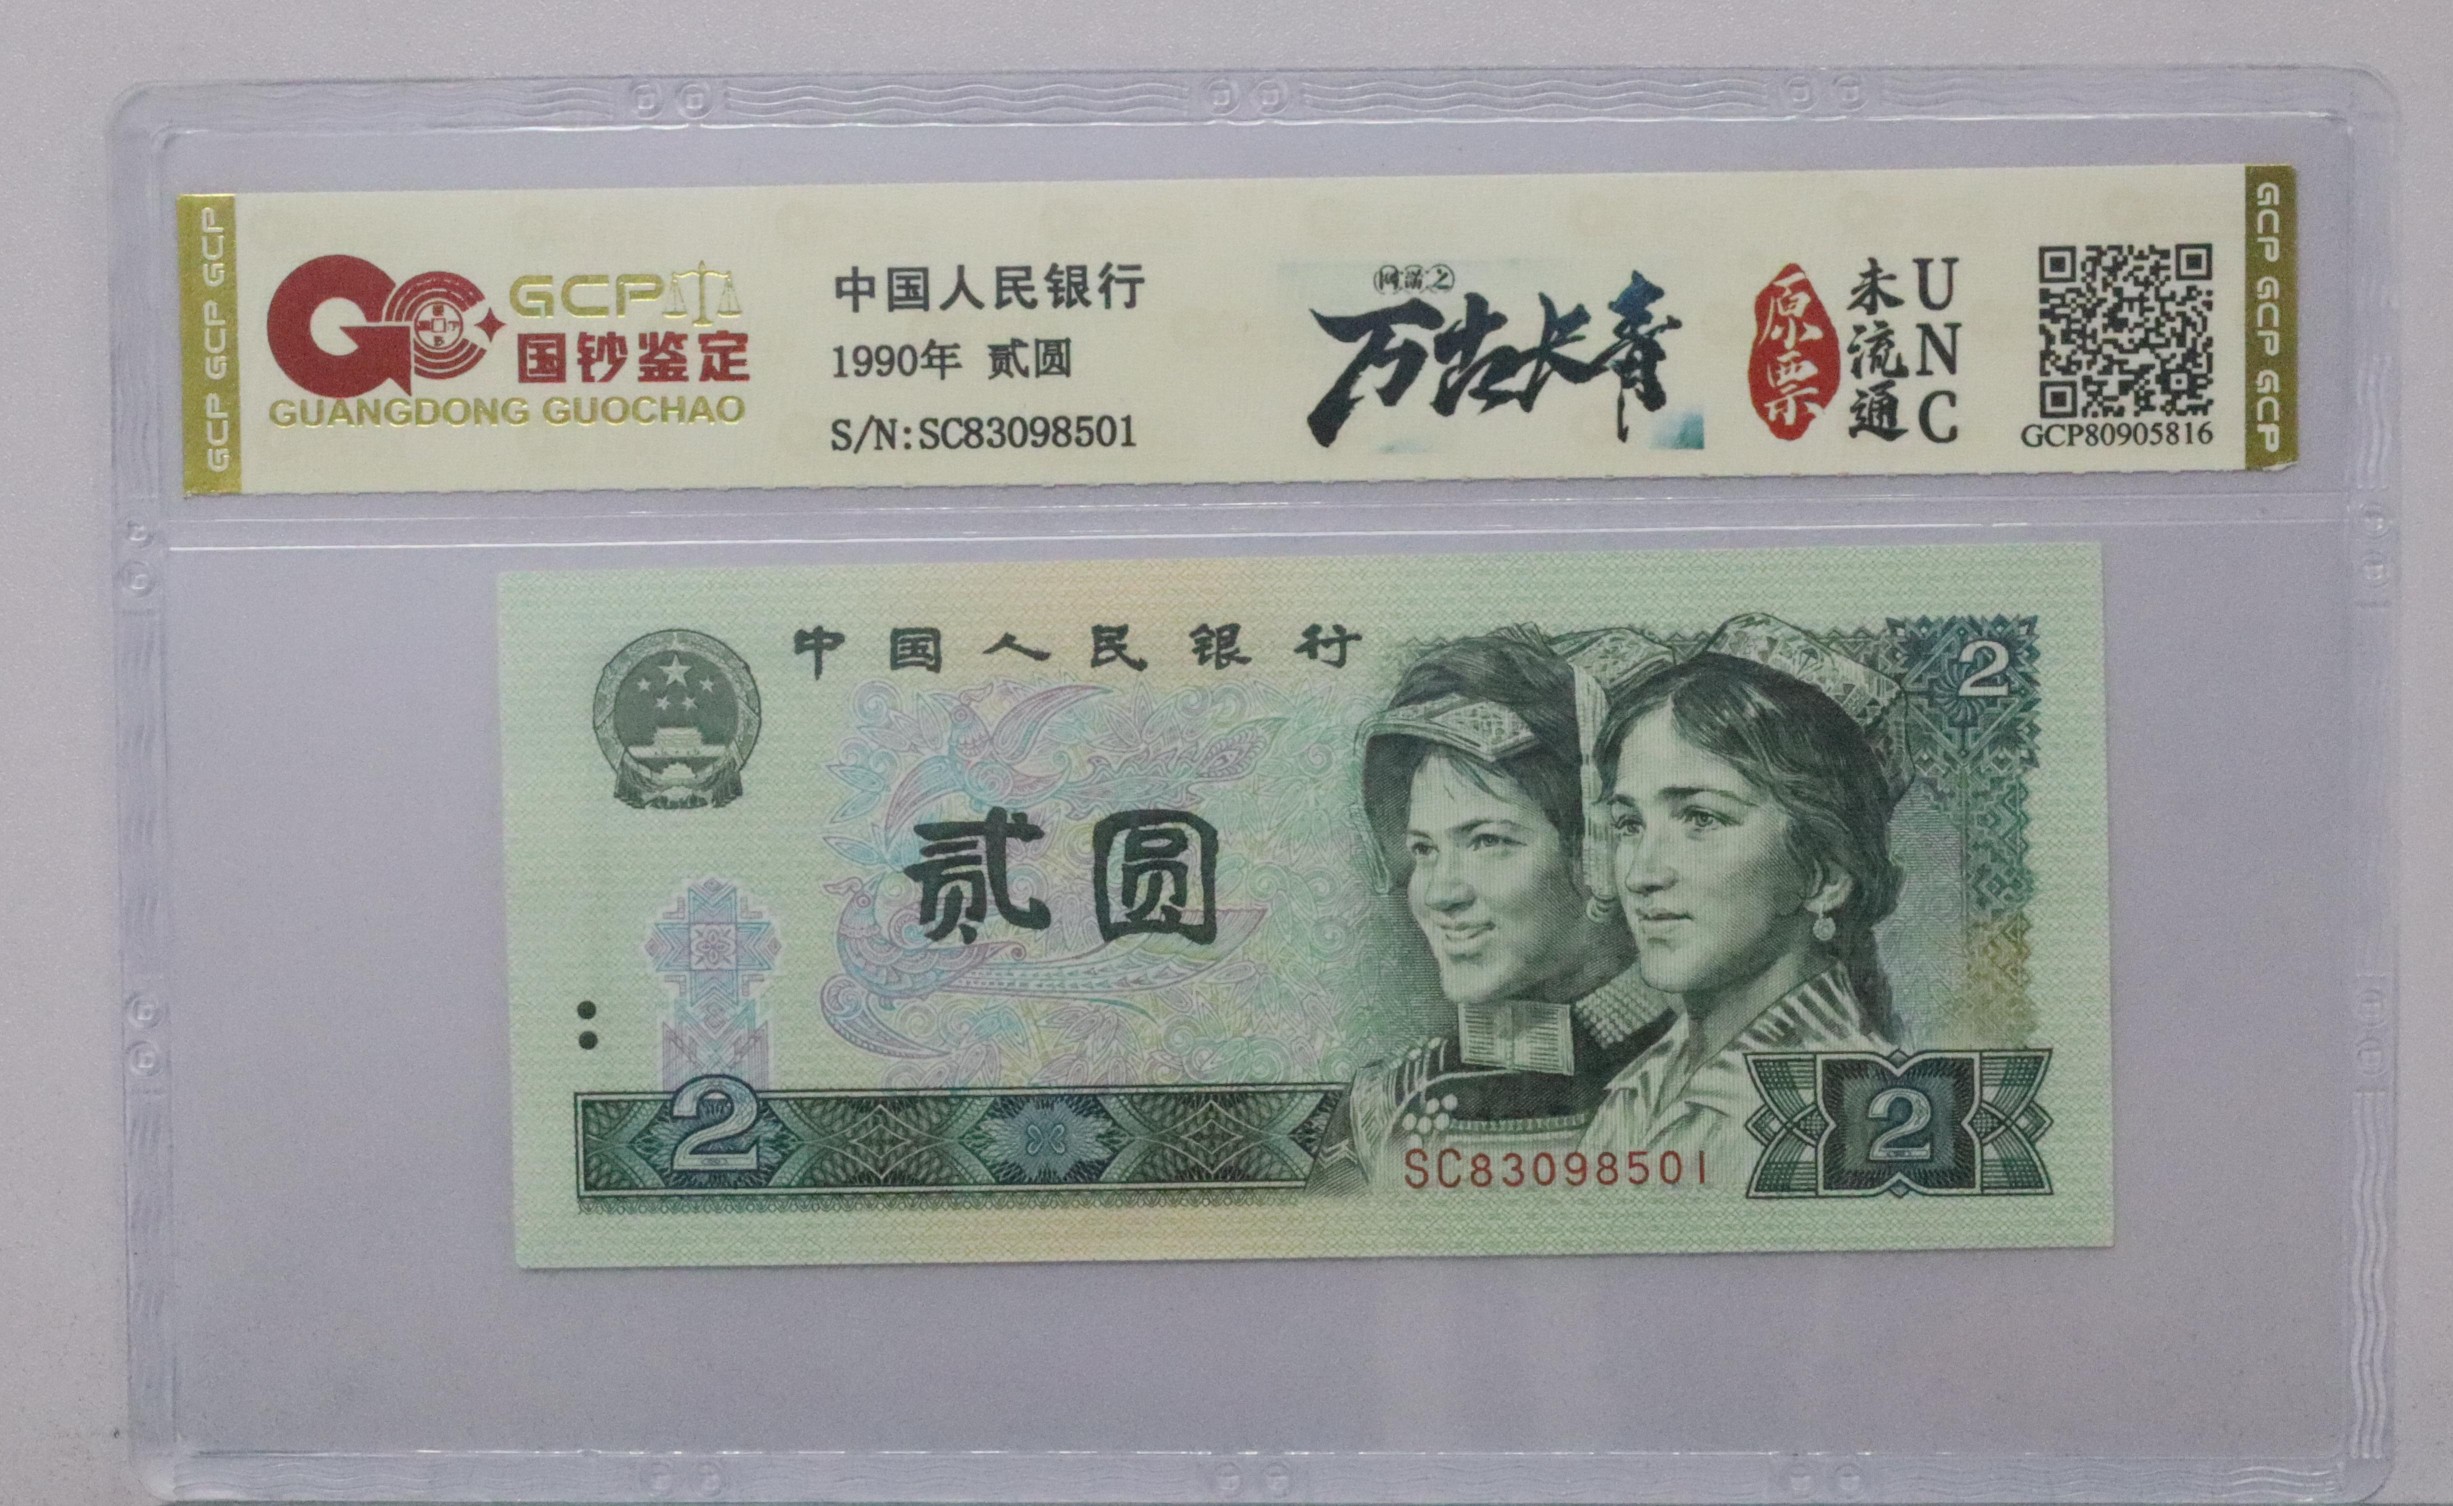 GCP GCP GCP
GCP
国钞鉴定
GUANGDONG GUOCHAO
中国人民银行
1990年 贰圆
S/N:SC83098501
万古长青
原票
未流通
UNC
GCP80905816
GCP GCP GCP
中国人民银行
2
贰圆
2
SC83098501
2